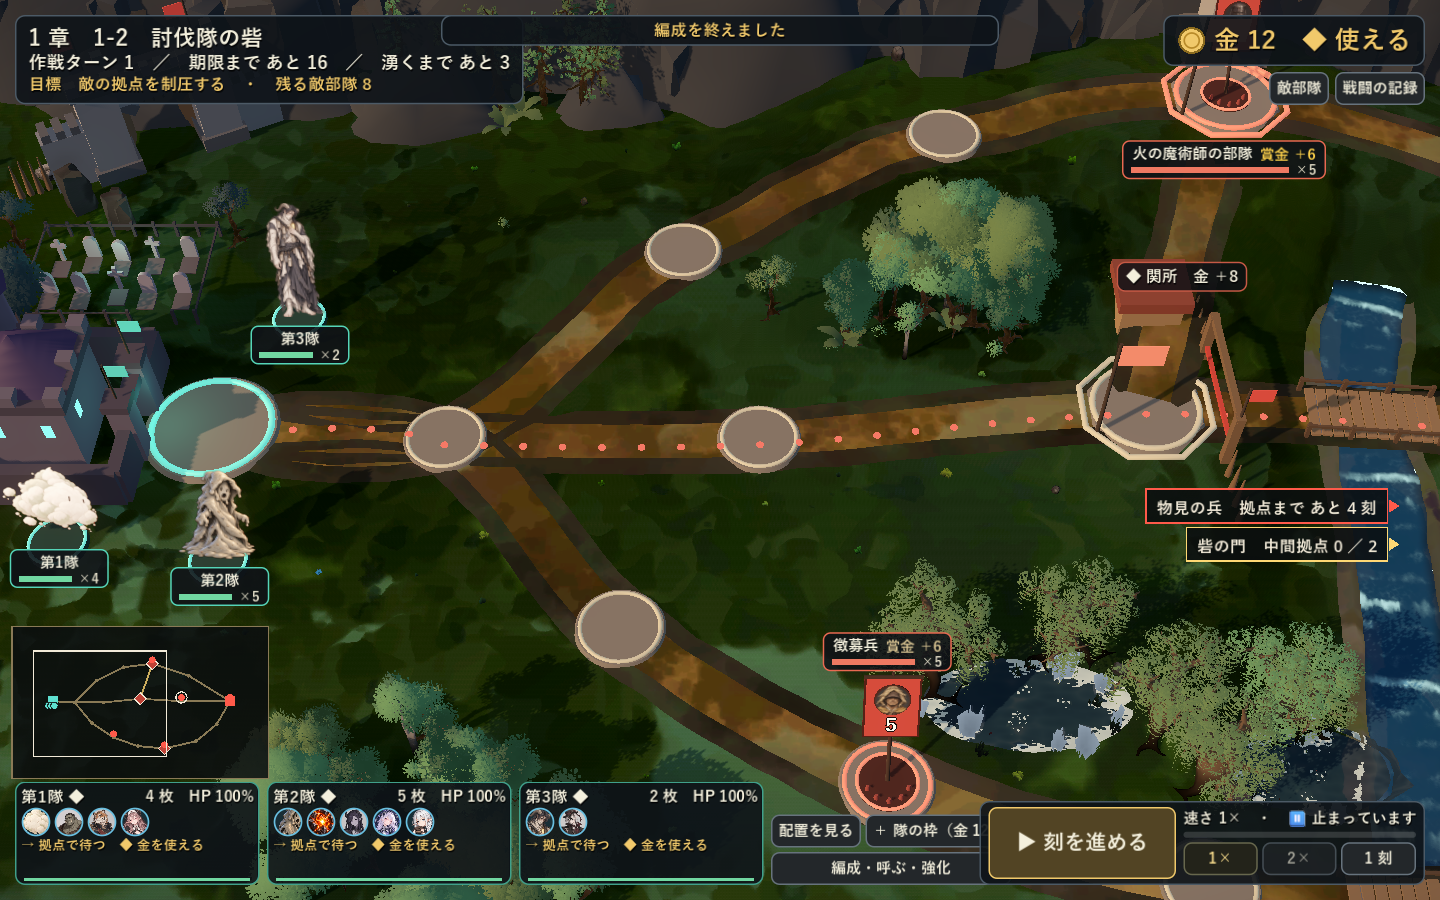 1 章　1-2　討伐隊の砦
作戦ターン 1　／　期限まで あと 16　／　湧くまで あと 3
目標　敵の拠点を制圧する　・　残る敵部隊 8
編成を終えました
金 12　◆ 使える
敵部隊
戦闘の記録
火の魔術師の部隊 賞金 +6
×5
◆ 関所　金 +8
第3隊
×2
第1隊
×4
第2隊
×5
物見の兵　拠点まで あと 4 刻
砦の門　中間拠点 0 ／ 2
徴募兵 賞金 +6
×5
5
第1隊 ◆ 4 枚 HP 100%
→ 拠点で待つ ◆ 金を使える
第2隊 ◆ 5 枚 HP 100%
→ 拠点で待つ ◆ 金を使える
第3隊 ◆ 2 枚 HP 100%
→ 拠点で待つ ◆ 金を使える
配置を見る
+ 隊の枠（金 1
編成・呼ぶ・強化
▶ 刻を進める
速さ 1× ・ ⏸ 止まっています
1×
2×
1 刻